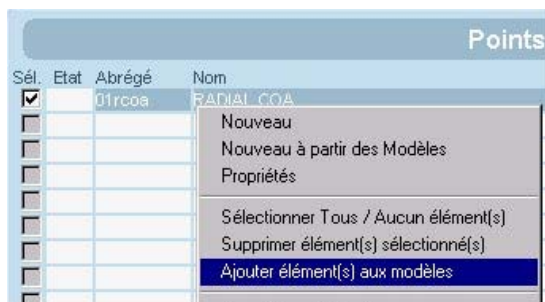 Points
Sél. Etat Abrégé Nom
01rcoa RADIAL COA
Nouveau
Nouveau à partir des Modèles
Propriétés
Sélectionner Tous / Aucun élément(s)
Supprimer élément(s) sélectionné(s)
Ajouter élément(s) aux modèles